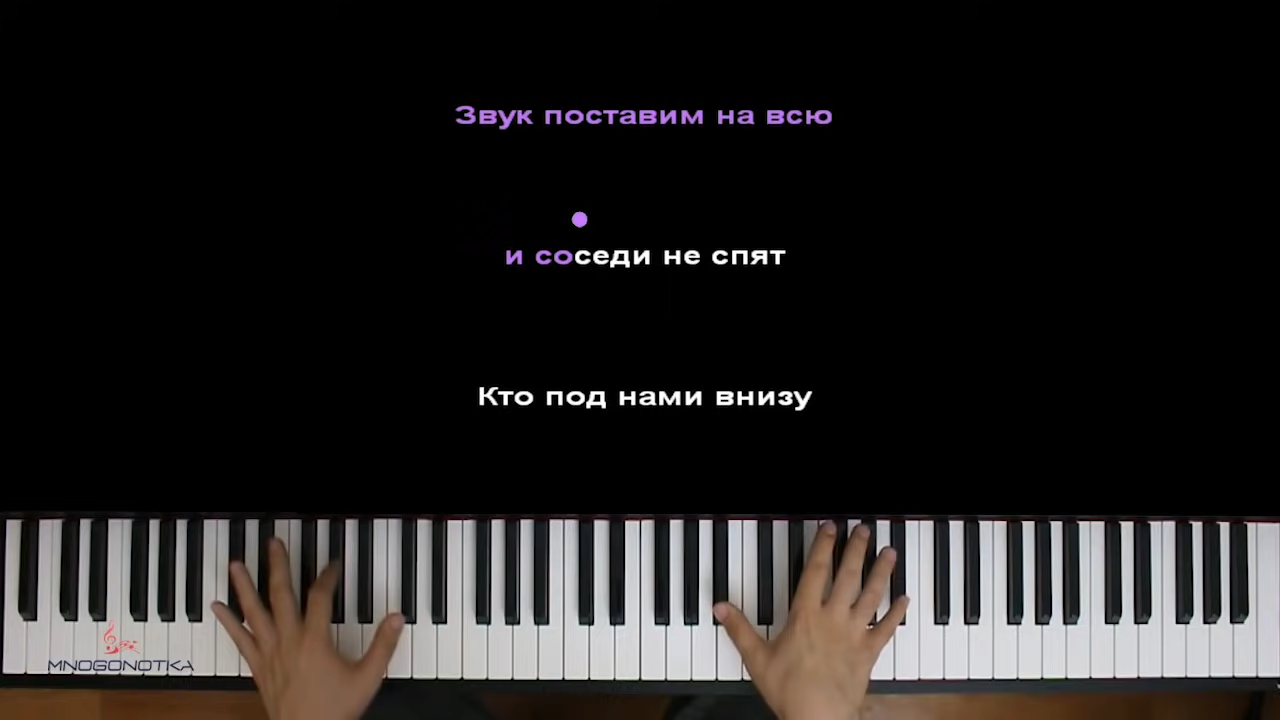 Звук поставим на всю
и соседи не спят
Кто под нами внизу
MNOGONOTKA